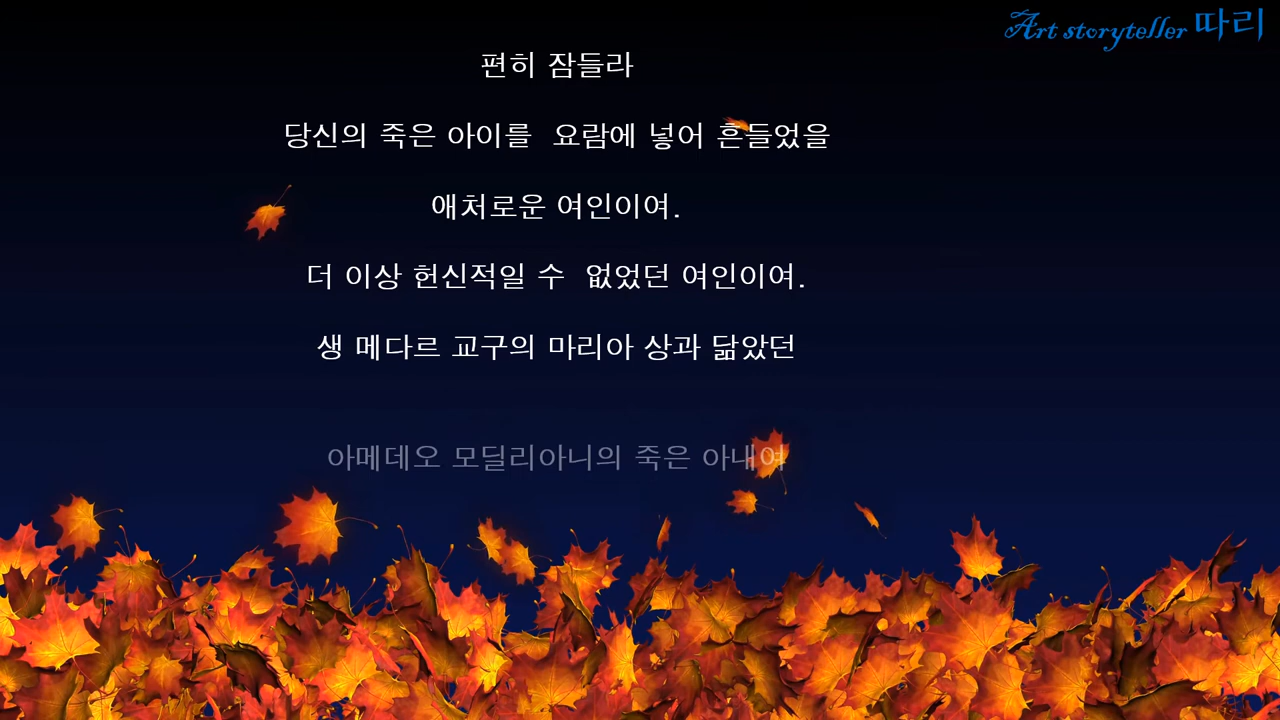 Art storyteller 따리
편히 잠들라
당신의 죽은 아이를 요람에 넣어 흔들었을
애처로운 여인이여.
더 이상 헌신적일 수 없었던 여인이여.
생 메다르 교구의 마리아 상과 닮았던
아메데오 모딜리아니의 죽은 아내여